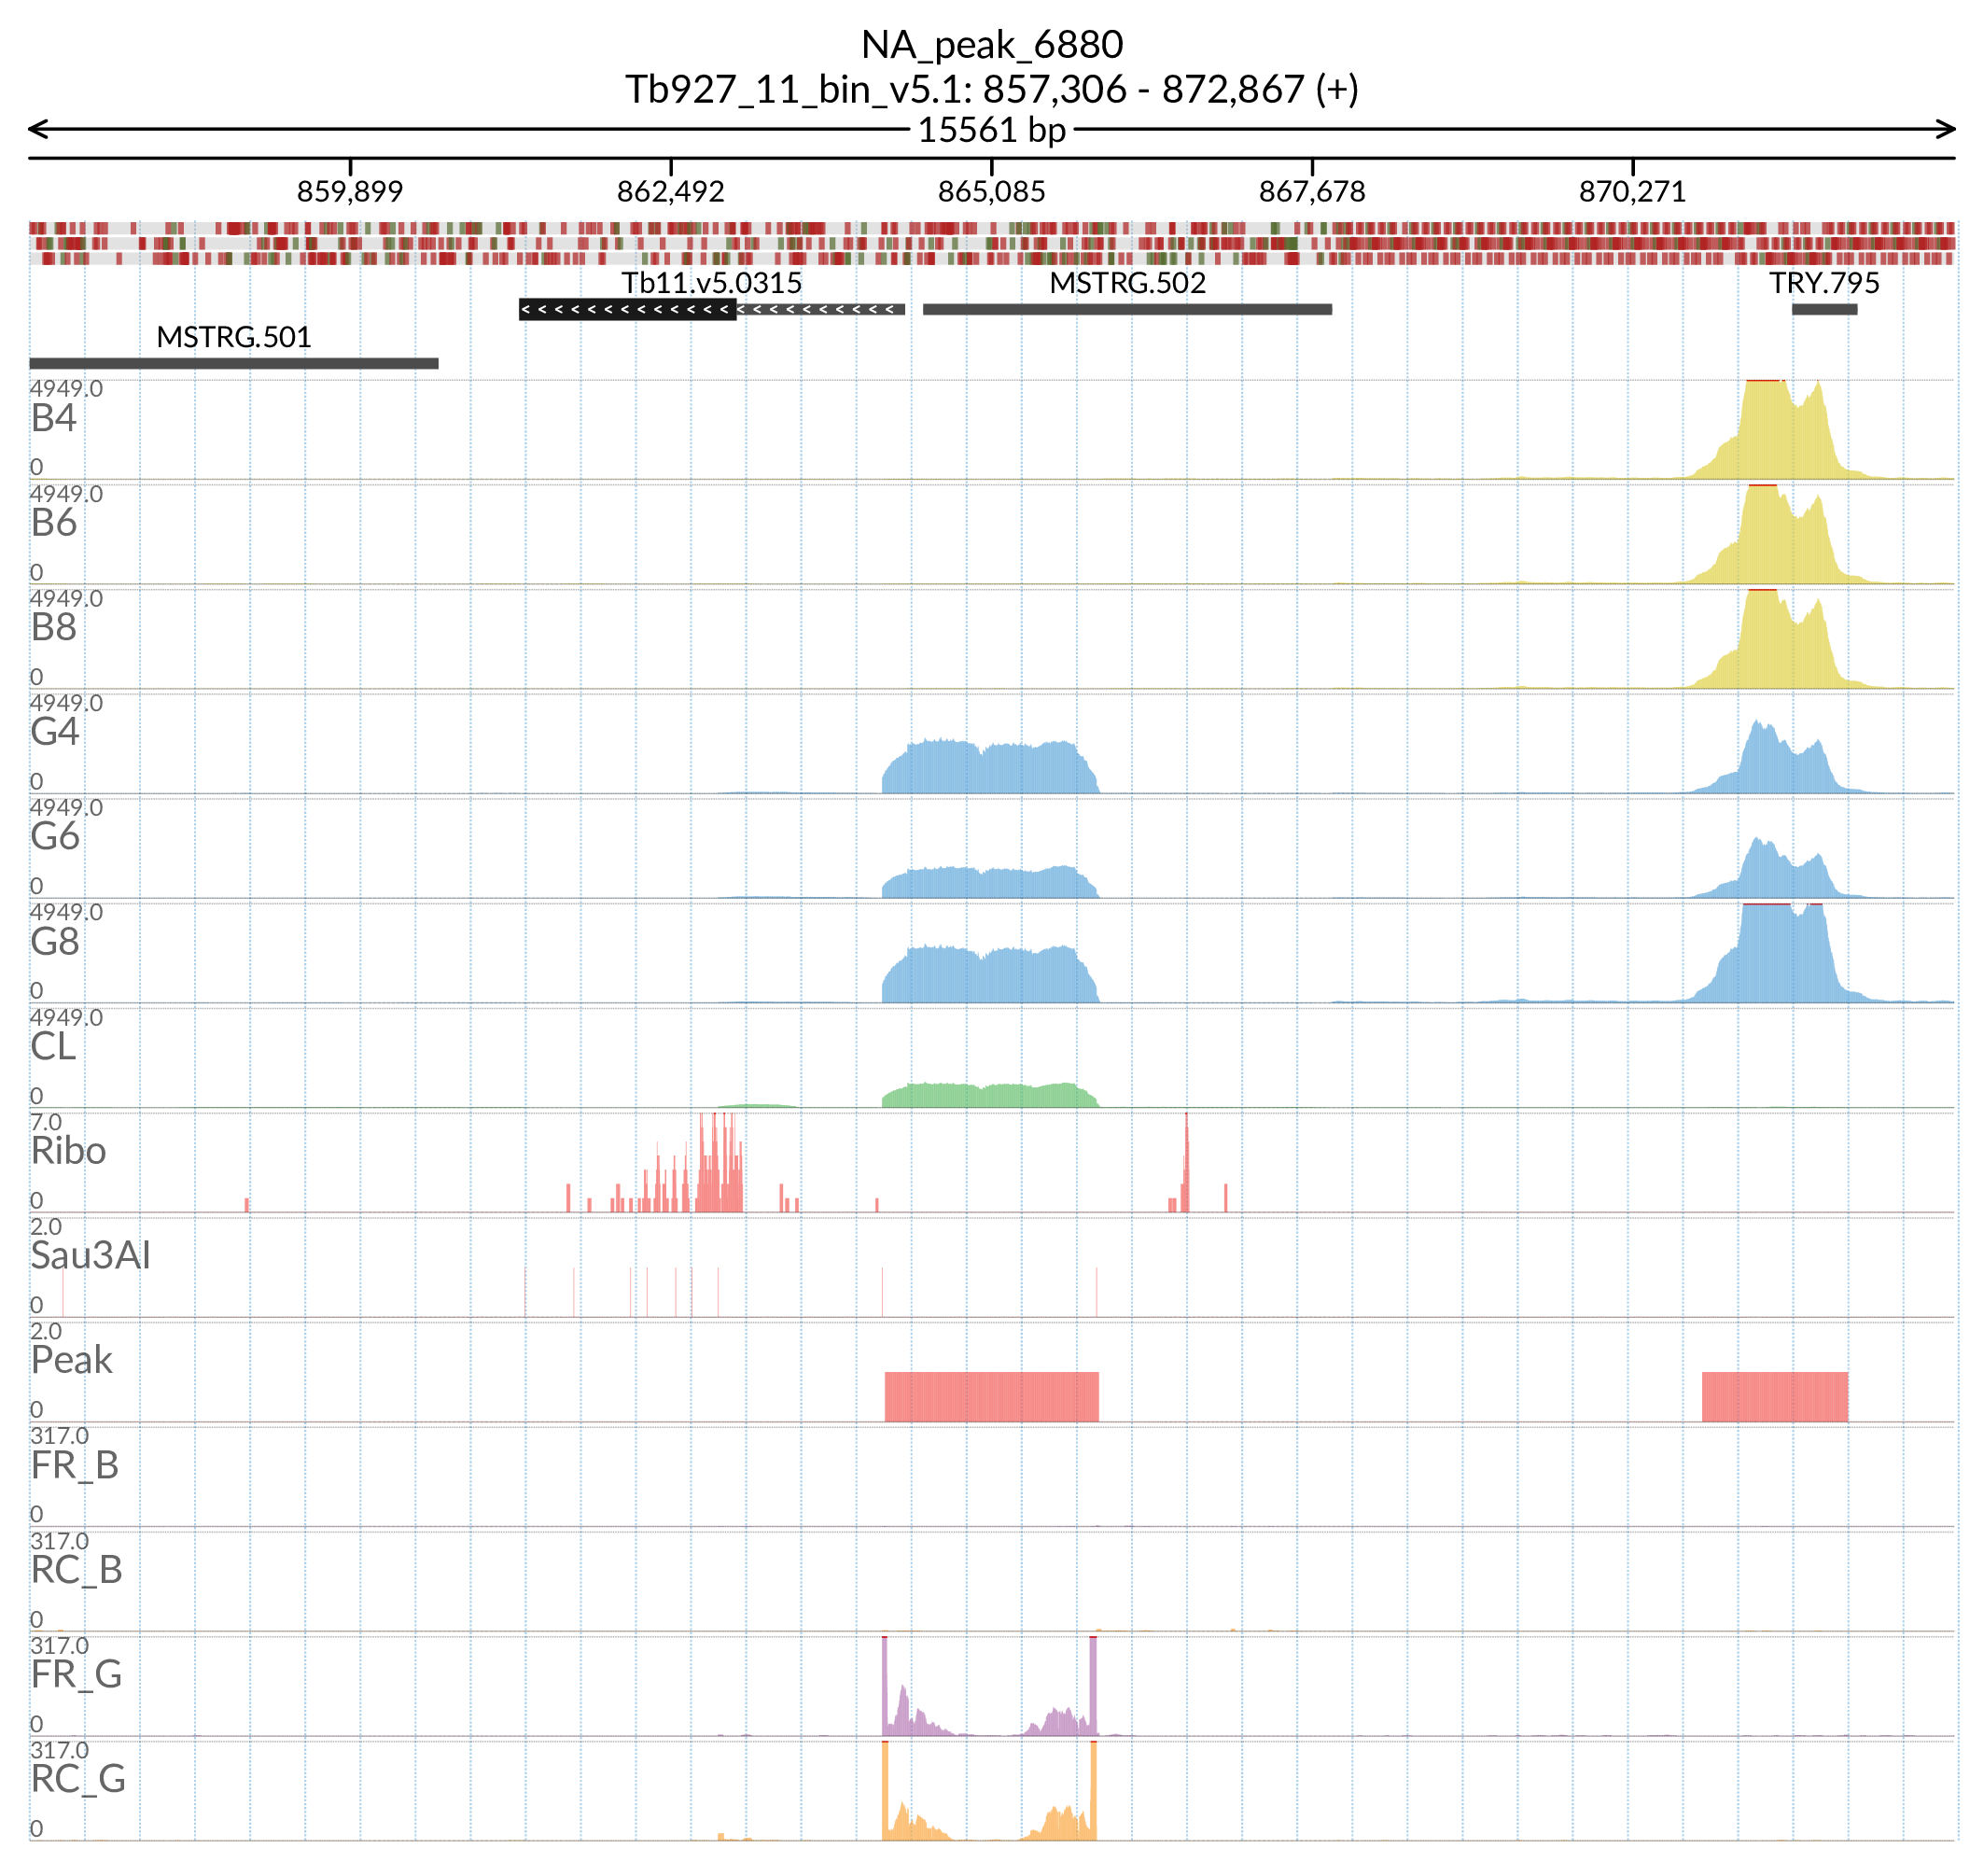 NA_peak_6880
Tb927_11_bin_v5.1: 857,306 - 872,867 (+)
15561 bp
859,899 862,492 865,085 867,678 870,271
Tb11.v5.0315 MSTRG.502 TRY.795
MSTRG.501
4949.0
B4
0
4949.0
B6
0
4949.0
B8
0
4949.0
G4
0
4949.0
G6
0
4949.0
G8
0
4949.0
CL
0
7.0
Ribo
0
2.0
Sau3AI
0
2.0
Peak
0
317.0
FR_B
0
317.0
RC_B
0
317.0
FR_G
0
317.0
RC_G
0